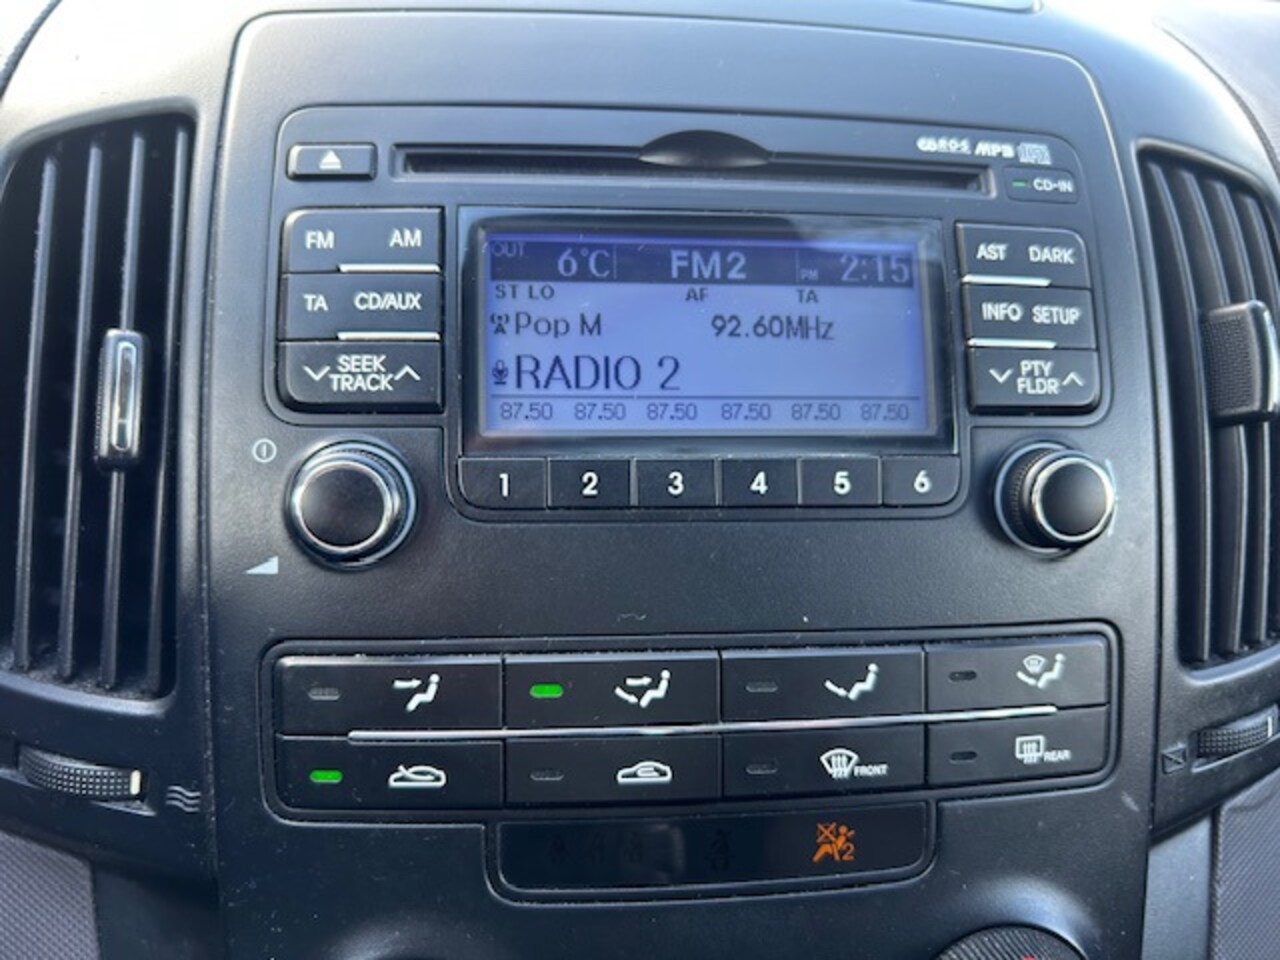 RDS MP3
CD-IN
FM AM
TA CD/AUX
SEEK
TRACK
OUT 6°C FM2 PM 2:15
ST LO AF TA
Pop M 92.60MHz
RADIO 2
87.50 87.50 87.50 87.50 87.50 87.50
AST DARK
INFO SETUP
PTY
FLDR
1 2 3 4 5 6
FRONT
REAR
2